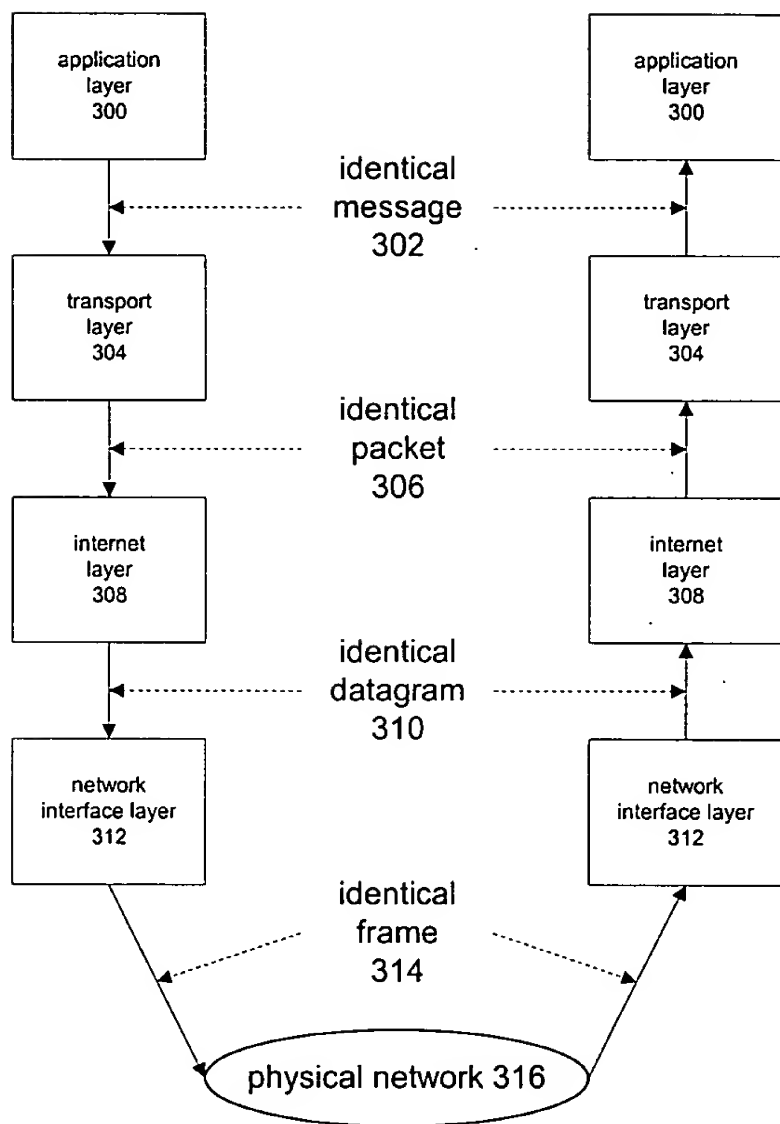 application
layer
300
application
layer
300
identical
message
302
transport
layer
304
transport
layer
304
identical
packet
306
internet
layer
308
internet
layer
308
identical
datagram
310
network
interface layer
312
network
interface layer
312
identical
frame
314
physical network 316